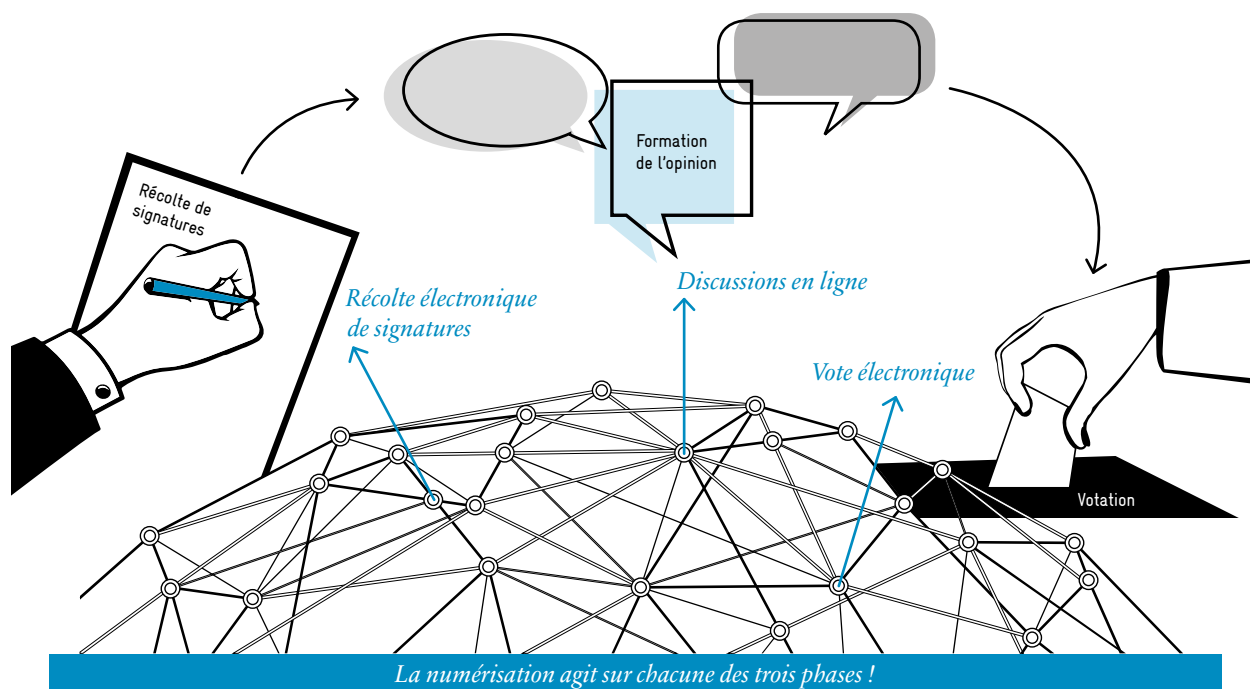 Récolte de
signatures
Formation
de l'opinion
Récolte électronique
de signatures
Discussions en ligne
Vote électronique
Votation
La numérisation agit sur chacune des trois phases !